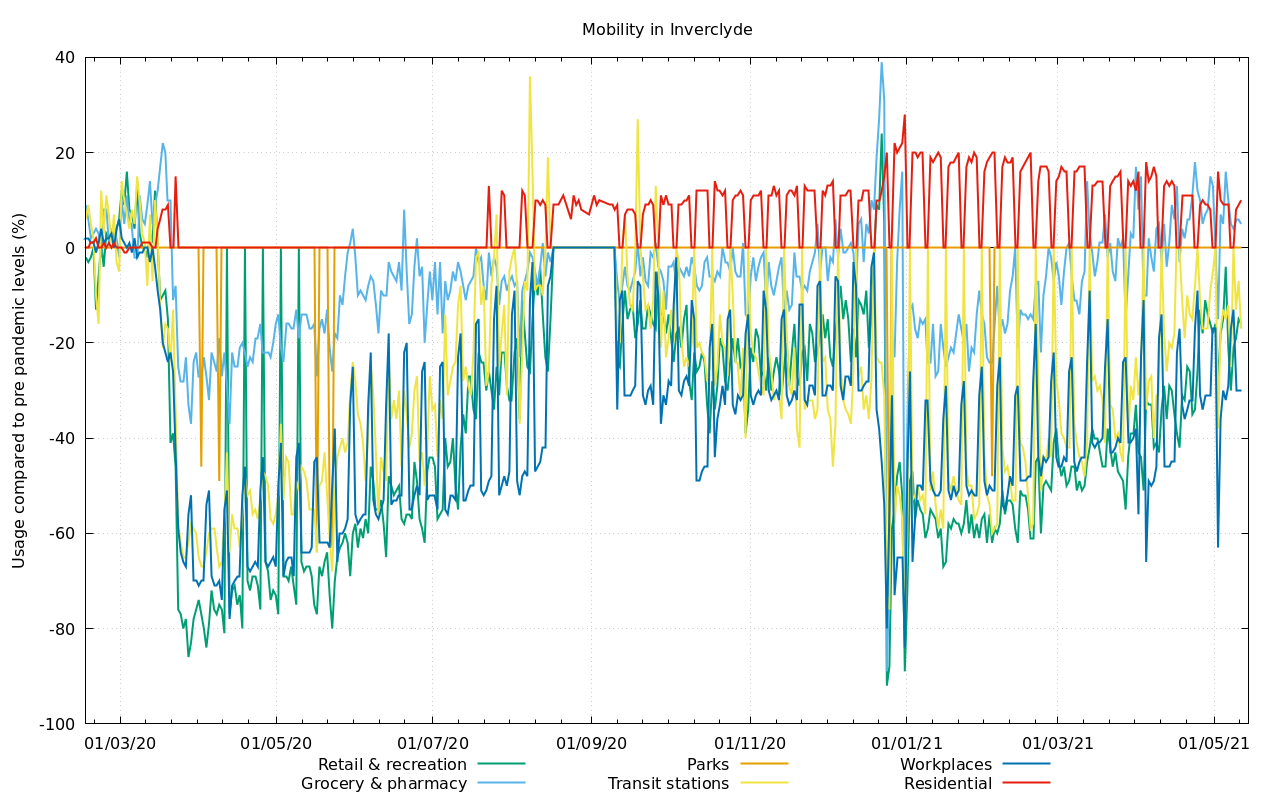 Mobility in Inverclyde
Usage compared to pre pandemic levels (%)
40
20
0
-20
-40
-60
-80
-100
01/03/20 01/05/20 01/07/20 01/09/20 01/11/20 01/01/21 01/03/21 01/05/21
Retail & recreation Parks Workplaces
Grocery & pharmacy Transit stations Residential